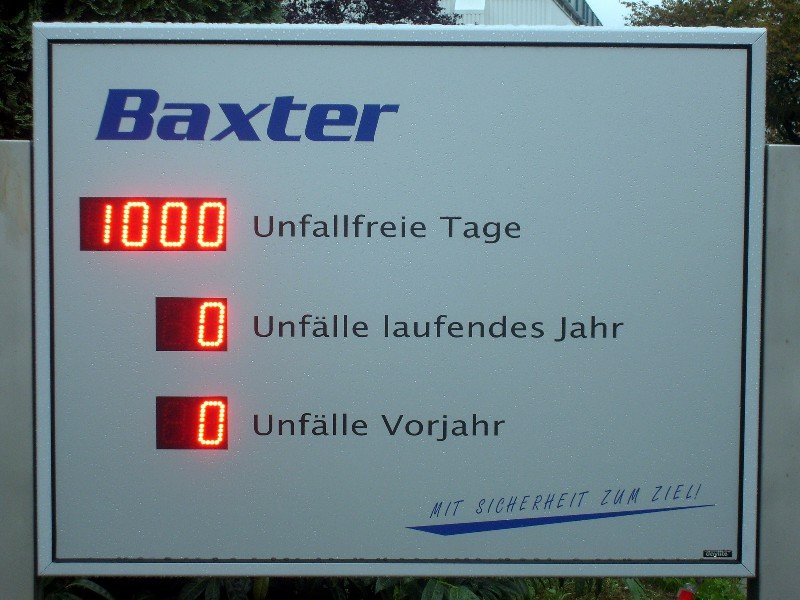 Baxter
1000 Unfallfreie Tage
0 Unfälle laufendes Jahr
0 Unfälle Vorjahr
MIT SICHERHEIT ZUM ZIEL!